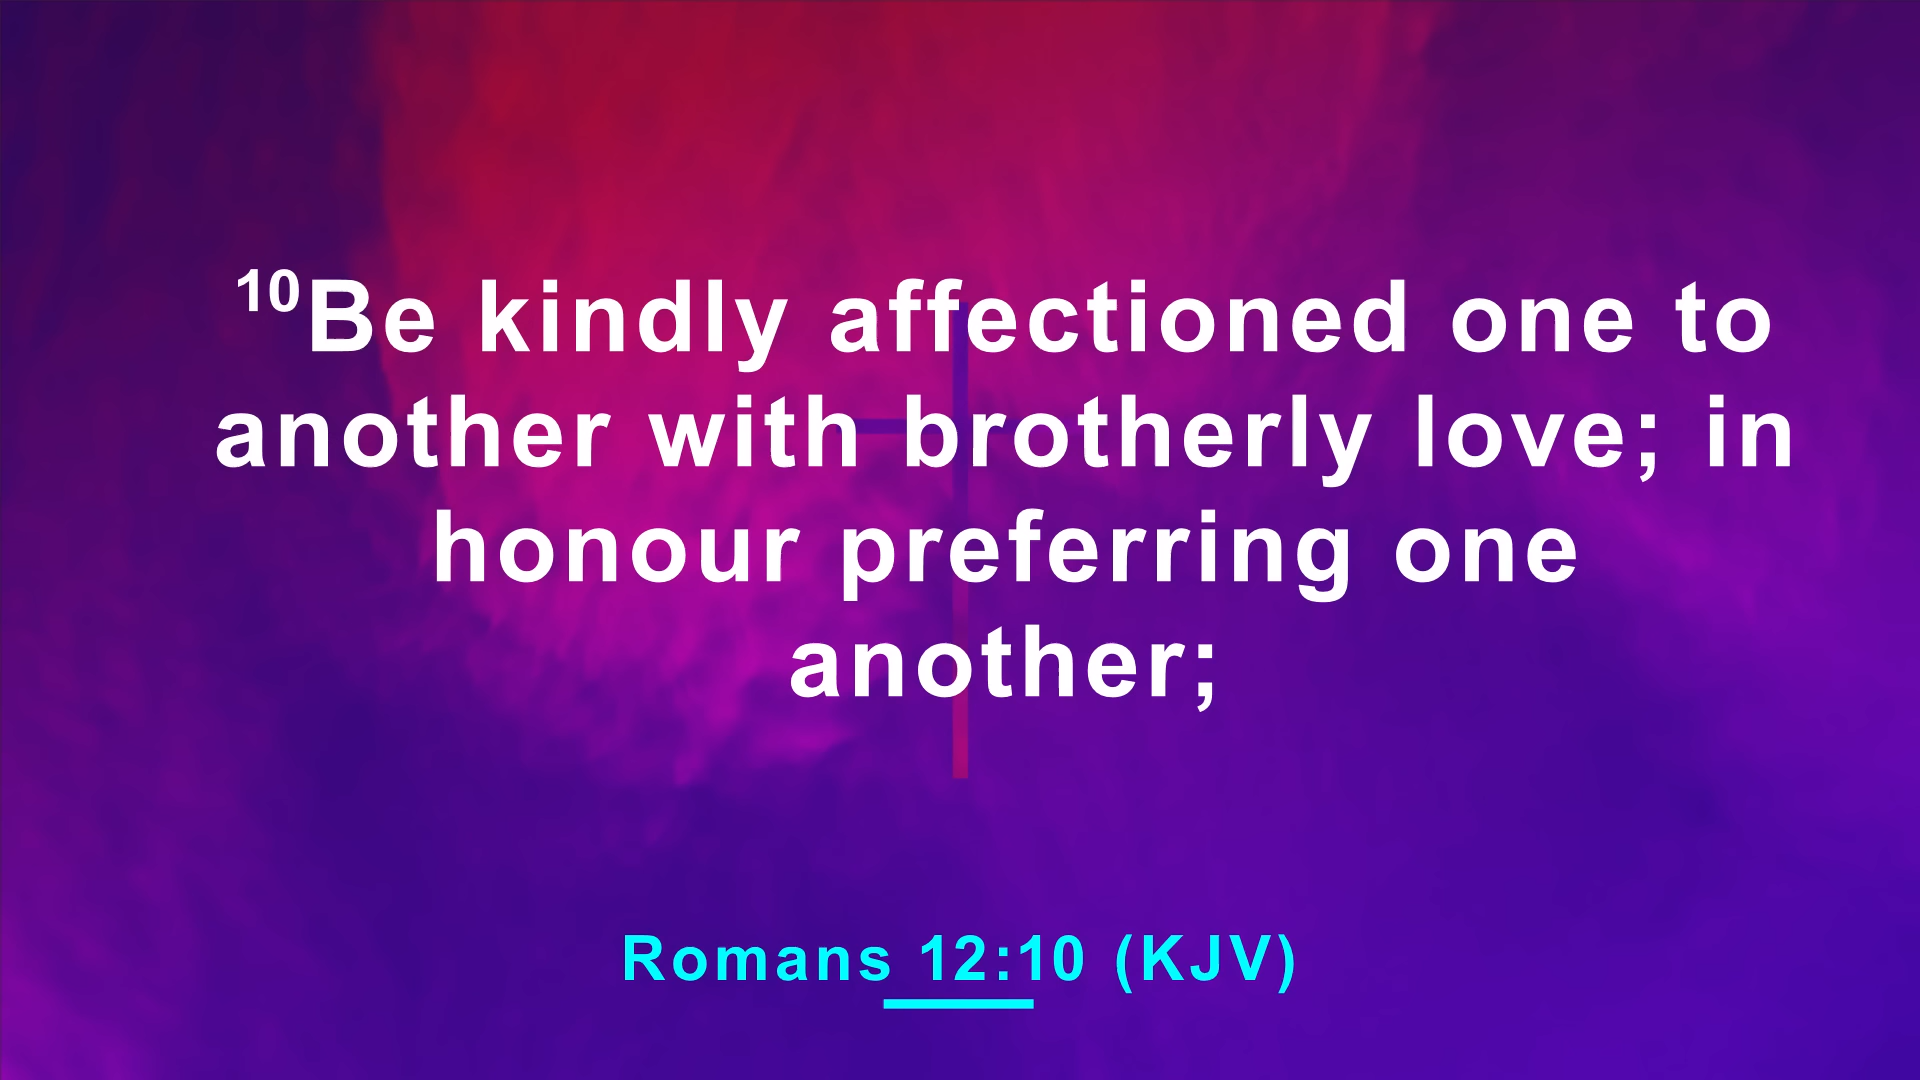 10Be kindly affectioned one to
another with brotherly love; in
honour preferring one
another;
Romans 12:10 (KJV)